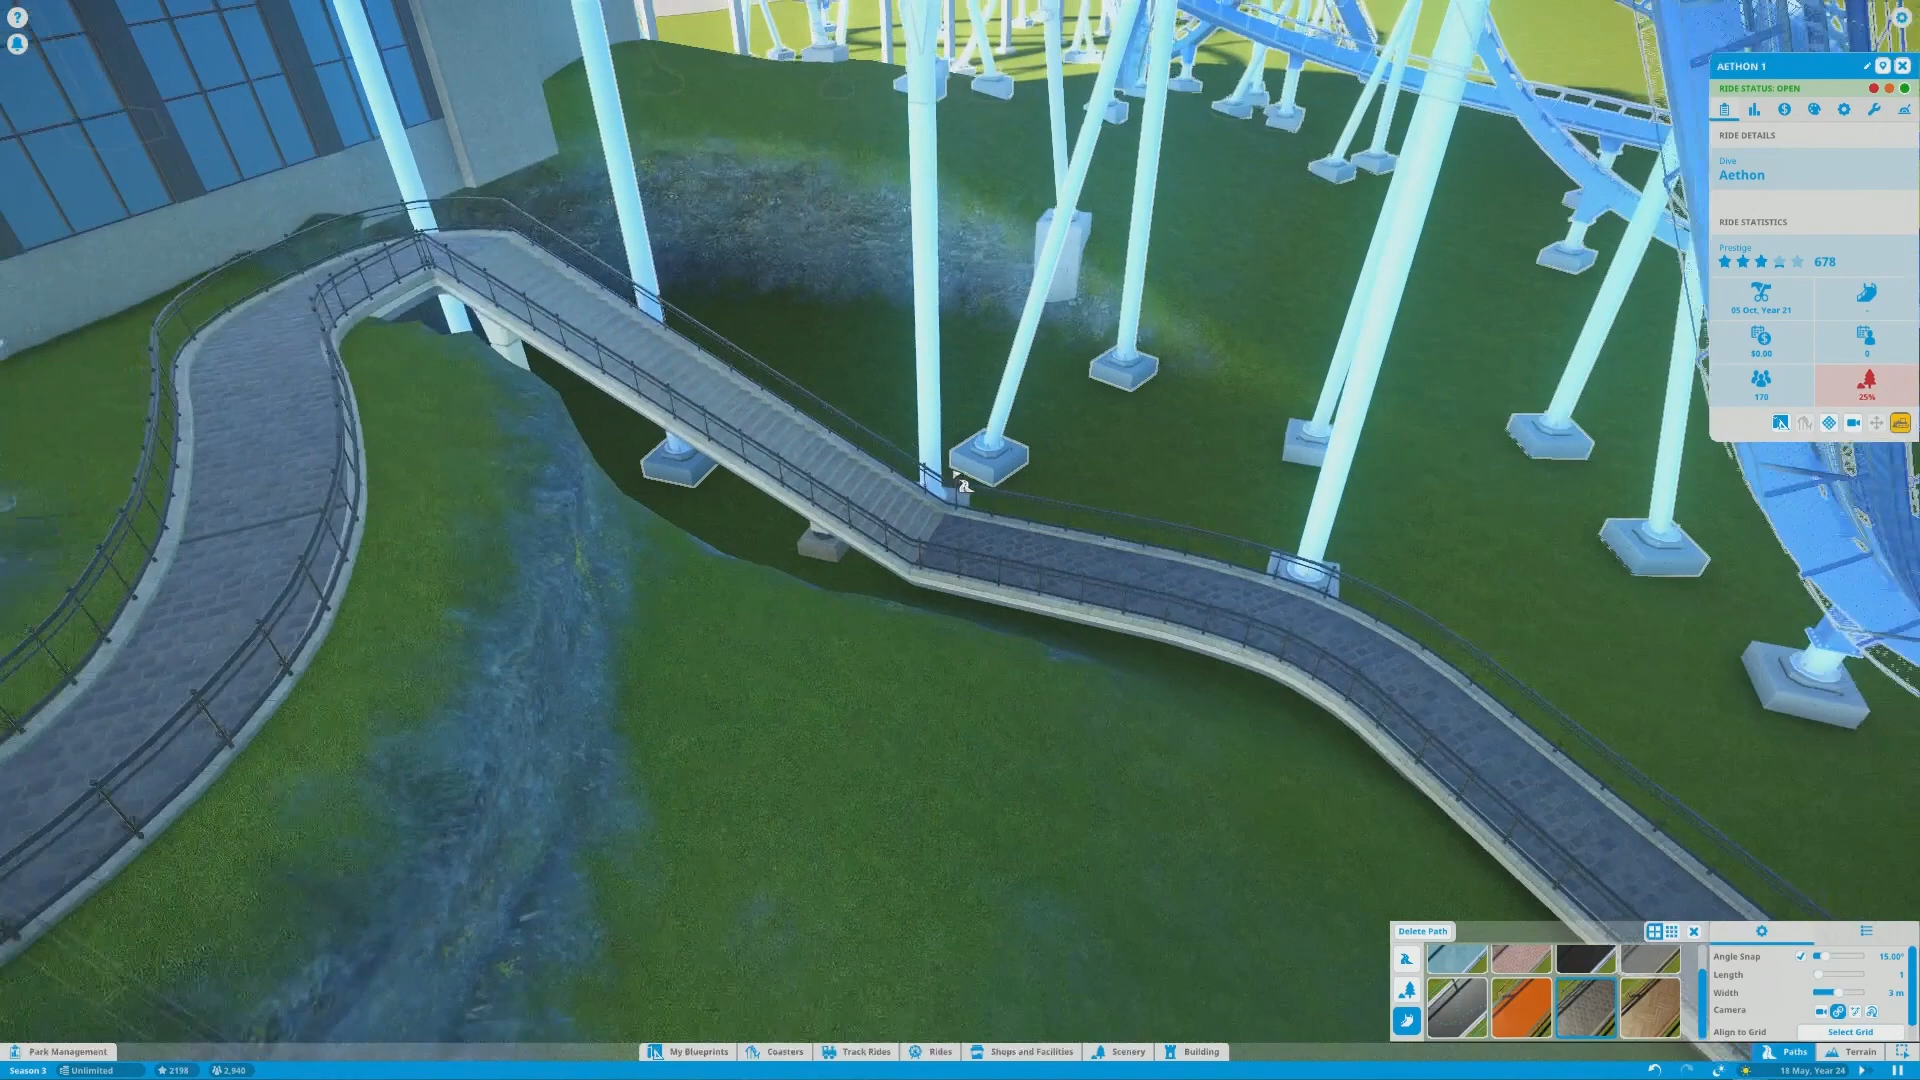 ?
AETHON 1
RIDE STATUS: OPEN
RIDE DETAILS
Dive
Aethon
RIDE STATISTICS
Prestige
678
05 Oct, Year 21
-
$0.00
0
170
25%
Delete Path
Angle Snap
15.00°
Length
1
Width
3 m
Camera
Align to Grid
Select Grid
Park Management
My Blueprints
Coasters
Track Rides
Rides
Shops and Facilities
Scenery
Building
Paths
Terrain
Season 3
Unlimited
2198
2,940
18 May, Year 24